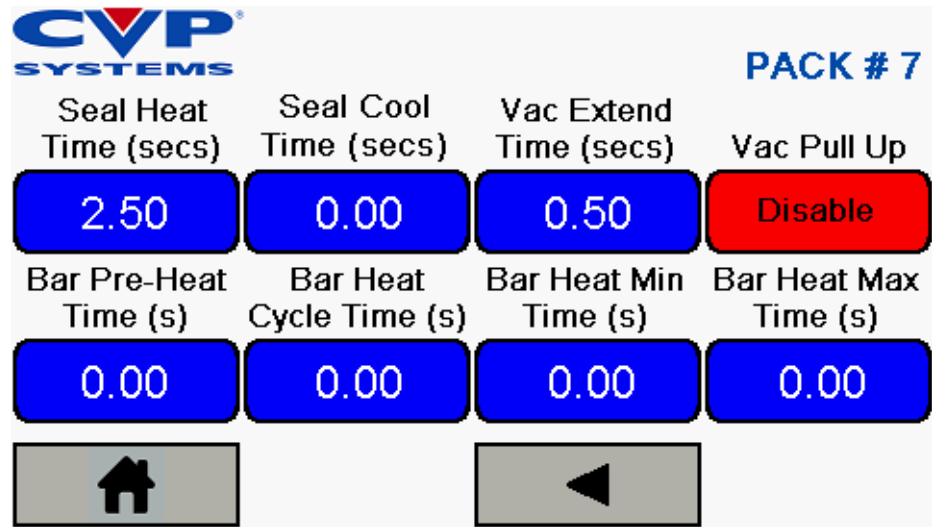 CVP
SYSTEMS
PACK # 7
Seal Heat
Time (secs)
Seal Cool
Time (secs)
Vac Extend
Time (secs)
Vac Pull Up
2.50
0.00
0.50
Disable
Bar Pre-Heat
Time (s)
Bar Heat
Cycle Time (s)
Bar Heat Min
Time (s)
Bar Heat Max
Time (s)
0.00
0.00
0.00
0.00